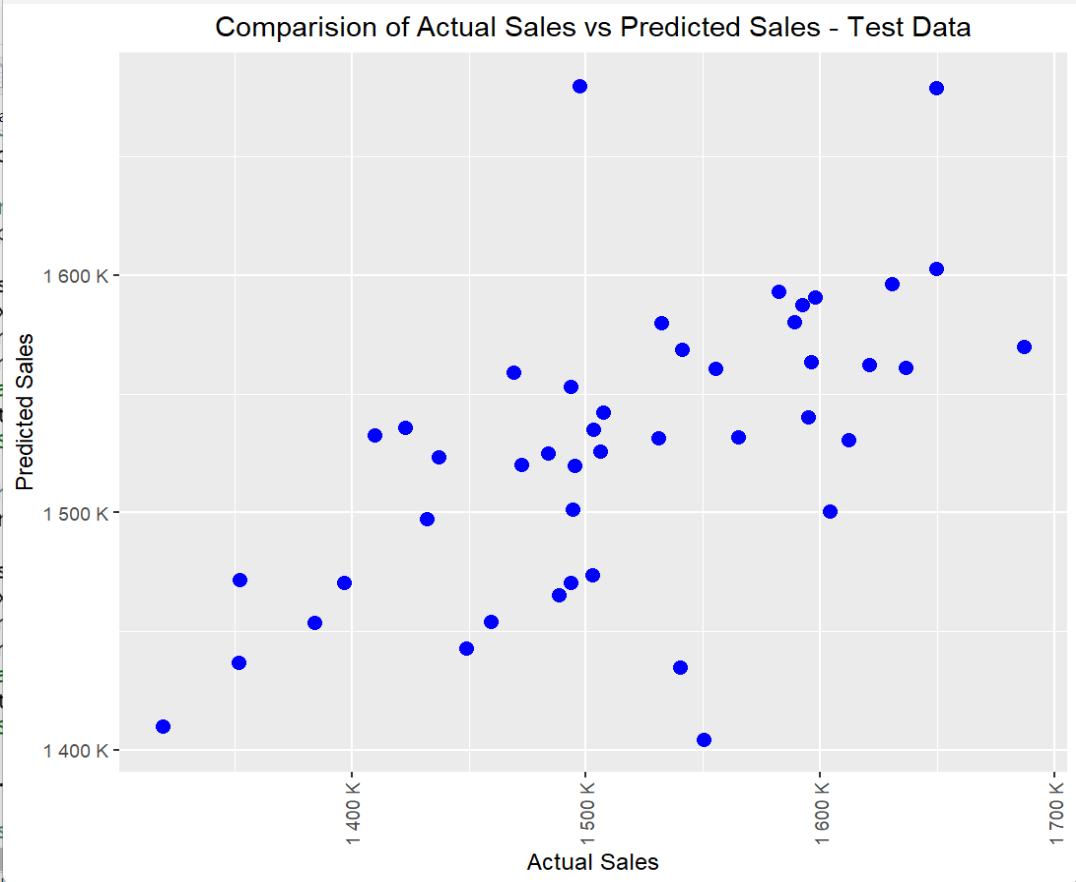 Comparision of Actual Sales vs Predicted Sales - Test Data
Predicted Sales
1 600 K
1 500 K
1 400 K
1 400 K
1 500 K
1 600 K
1 700 K
Actual Sales